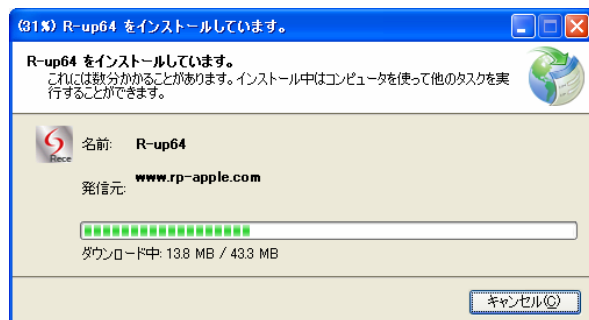 (31%) R-up64 をインストールしています。
R-up64 をインストールしています。
これには数分かかることがあります。インストール中はコンピュータを使って他のタスクを実
行することができます。
Rece
名前: R-up64
発信元: www.rp-apple.com
ダウンロード中: 13.8 MB / 43.3 MB
キャンセル(C)